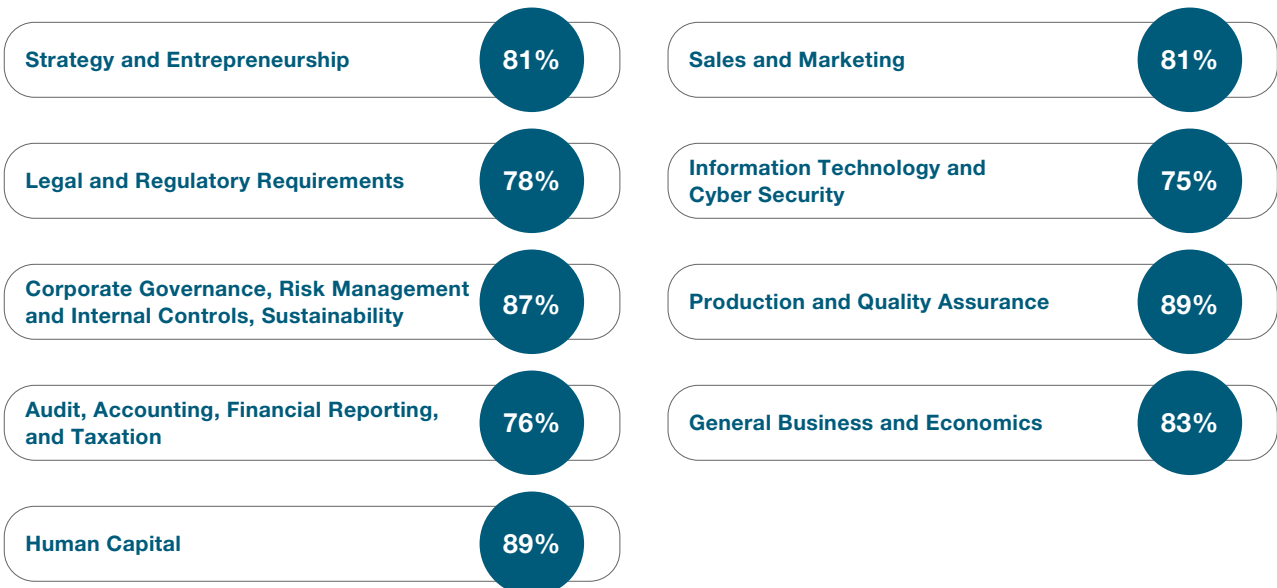 Strategy and Entrepreneurship
81%
Legal and Regulatory Requirements
78%
Corporate Governance, Risk Management
and Internal Controls, Sustainability
87%
Audit, Accounting, Financial Reporting,
and Taxation
76%
Human Capital
89%
Sales and Marketing
81%
Information Technology and
Cyber Security
75%
Production and Quality Assurance
89%
General Business and Economics
83%